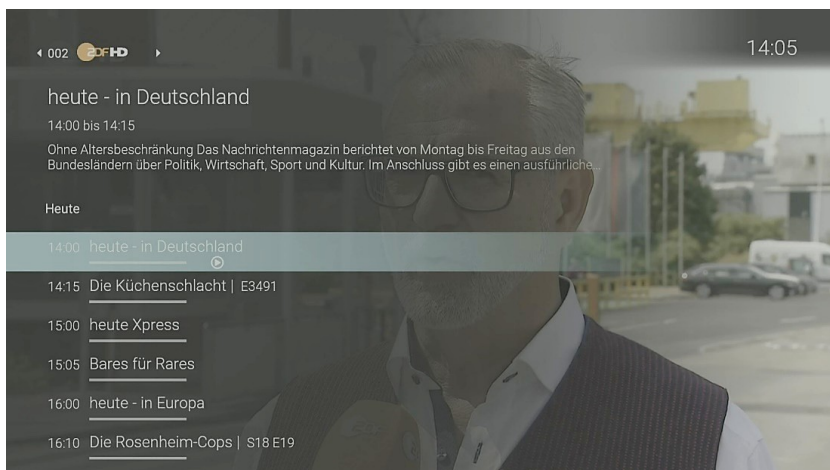 002 ZDF HD 14:05
heute - in Deutschland
14:00 bis 14:15
Ohne Altersbeschränkung Das Nachrichtenmagazin berichtet von Montag bis Freitag aus den
Bundesländern über Politik, Wirtschaft, Sport und Kultur. Im Anschluss gibt es einen ausführliche...
Heute
14:00 heute - in Deutschland
14:15 Die Küchenschlacht | E3491
15:00 heute Xpress
15:05 Bares für Rares
16:00 heute - in Europa
16:10 Die Rosenheim-Cops | S18 E19